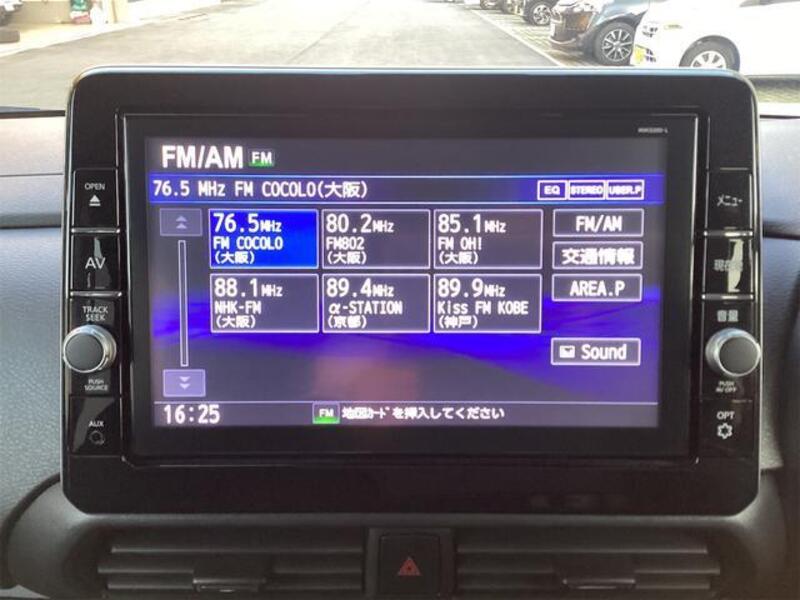 FM/AM FM
76.5 MHz FM COCOLO(大阪) EQ STEREO USER.P
76.5MHz
FM COCOLO
(大阪)
80.2MHz
FM802
(大阪)
85.1MHz
FM OH!
(大阪)
FM/AM
交通情報
88.1MHz
NHK-FM
(大阪)
89.4MHz
α-STATION
(京都)
89.9MHz
Kiss FM KOBE
(神戸)
AREA.P
Sound
16:25 FM 地図ｶｰﾄﾞを挿入してください
OPEN
AV
TRACK
SEEK
PUSH
SOURCE
AUX
メニュー
音量
PUSH
AV OFF
OPT